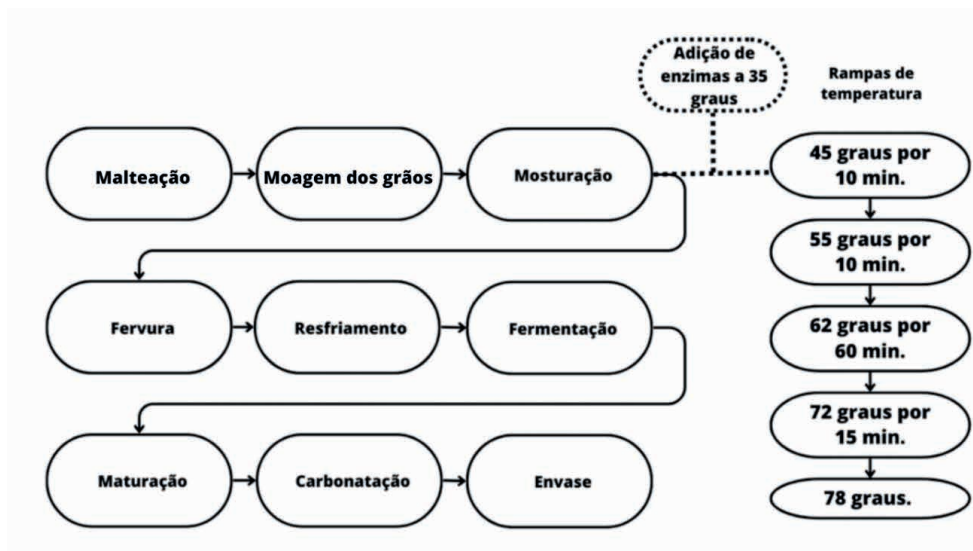 Adição de
enzimas a 35
graus
Rampas de
temperatura
Malteação
Moagem dos grãos
Mosturação
45 graus por
10 min.
55 graus por
10 min.
Fervura
Resfriamento
Fermentação
62 graus por
60 min.
72 graus por
15 min.
Maturação
Carbonatação
Envase
78 graus.